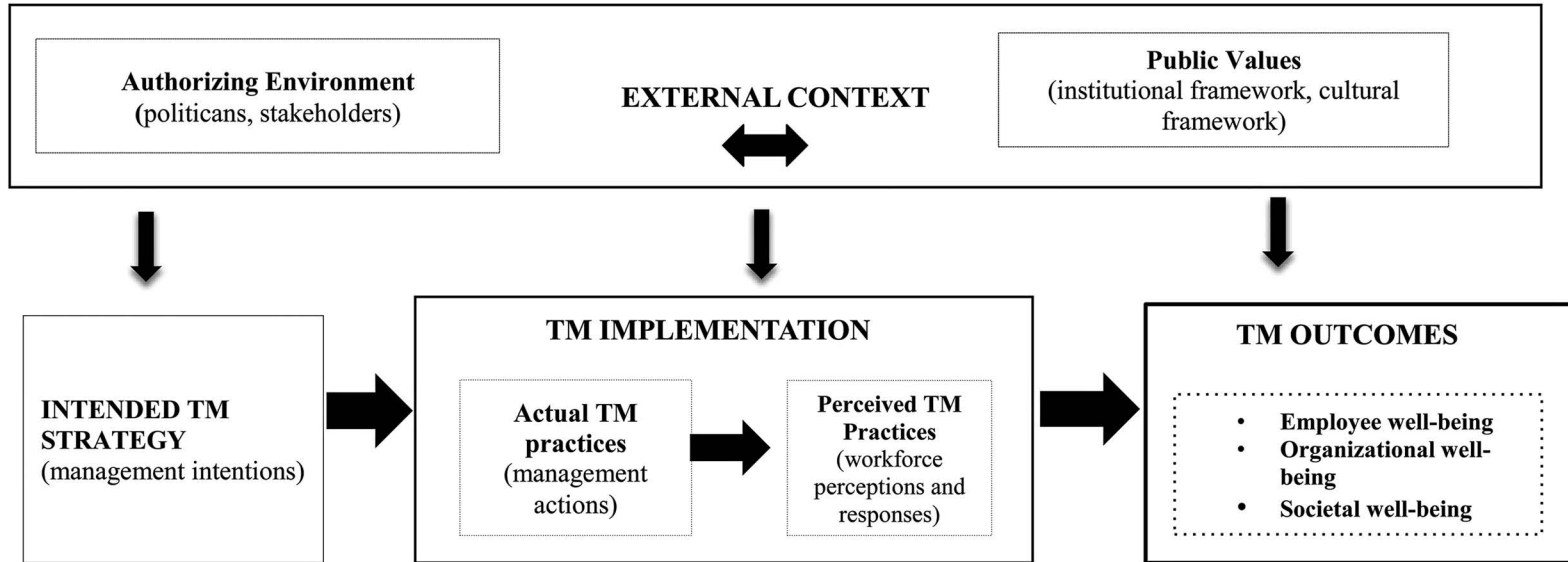 Authorizing Environment
(politicans, stakeholders)
EXTERNAL CONTEXT
Public Values
(institutional framework, cultural
framework)
INTENDED TM
STRATEGY
(management intentions)
TM IMPLEMENTATION
Actual TM
practices
(management
actions)
Perceived TM
Practices
(workforce
perceptions and
responses)
TM OUTCOMES
• Employee well-being
• Organizational well-
being
• Societal well-being